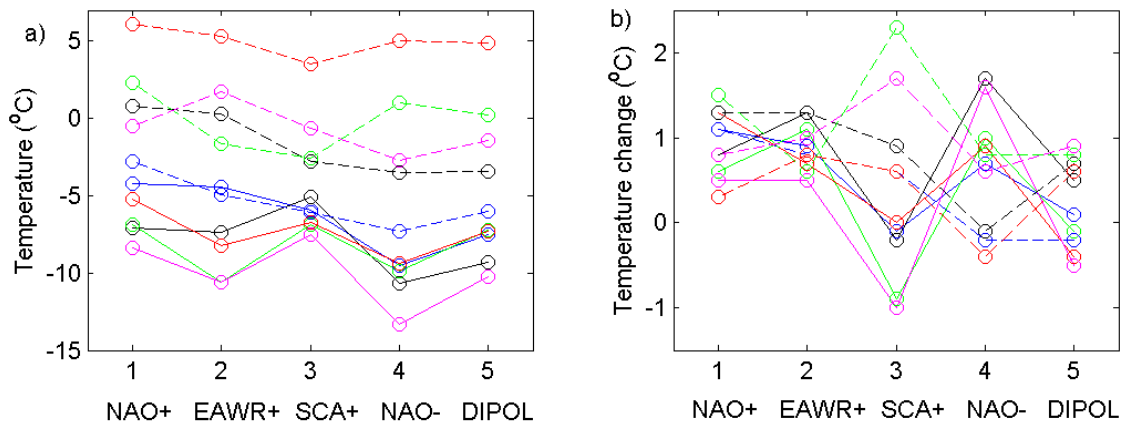 a)
Temperature (°C)
5
0
-5
-10
-15
1 2 3 4 5
NAO+ EAWR+ SCA+ NAO- DIPOL
b)
Temperature change (°C)
2
1
0
-1
1 2 3 4 5
NAO+ EAWR+ SCA+ NAO- DIPOL